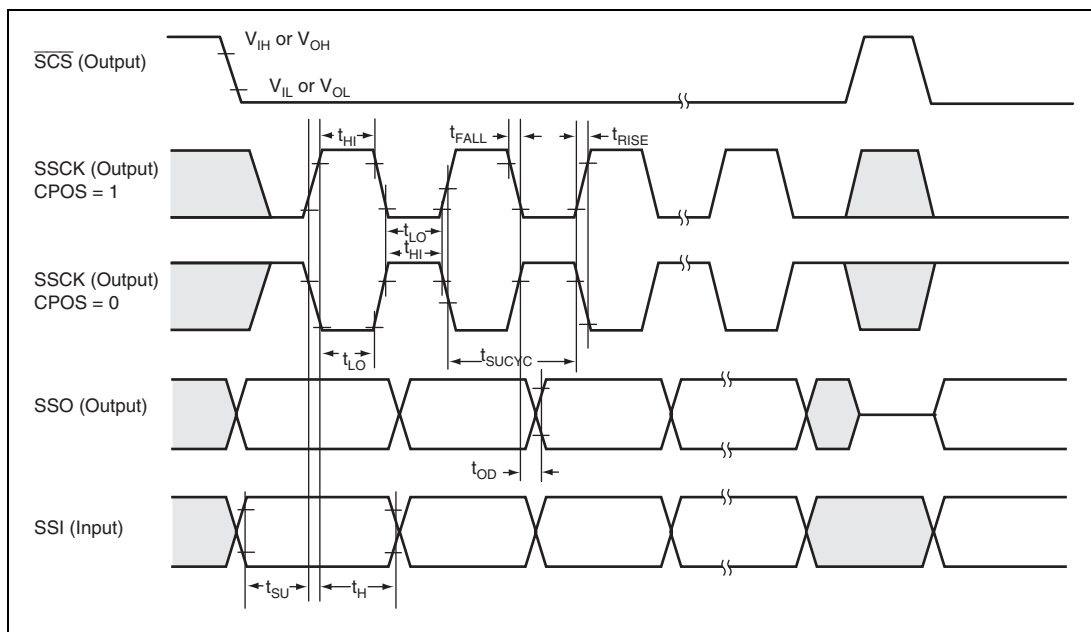 V_IH or V_OH
S̅C̅S̅ (Output)
V_IL or V_OL
t_HI
t_FALL
t_RISE
SSCK (Output)
CPOS = 1
t_LO
t_HI
SSCK (Output)
CPOS = 0
t_LO
t_SUCYC
SSO (Output)
t_OD
SSI (Input)
t_SU
t_H